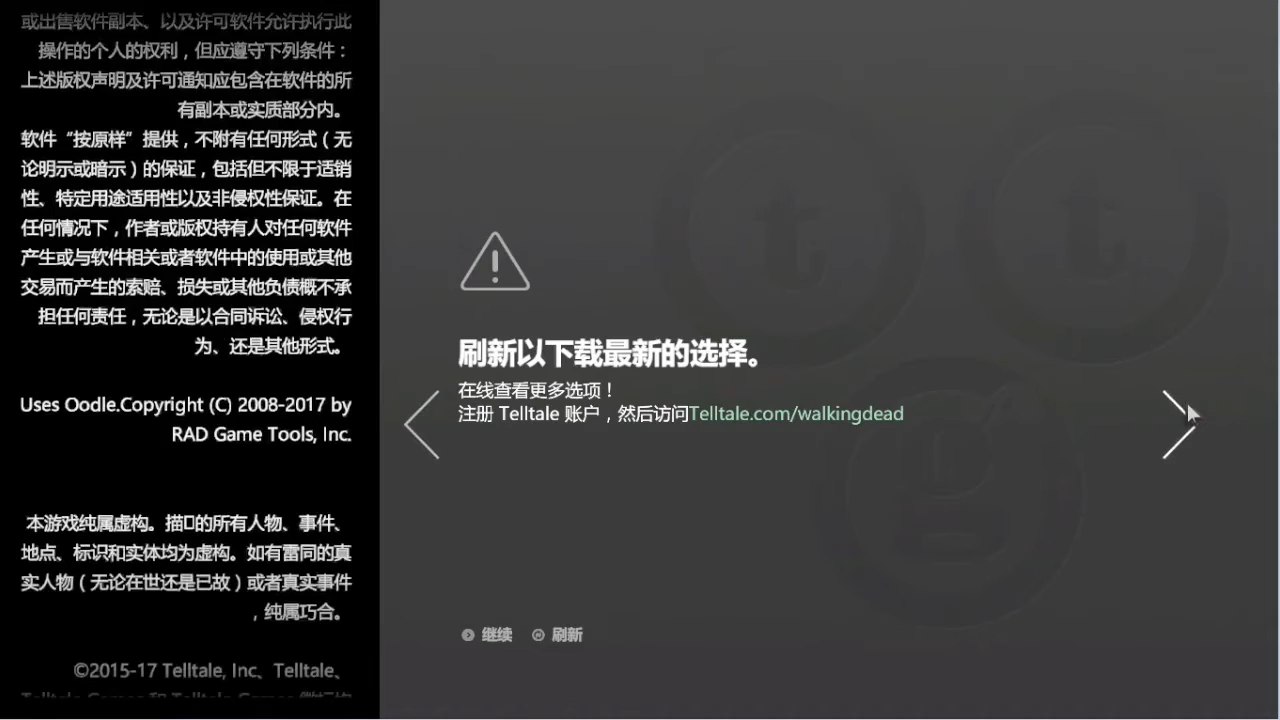 或出售软件副本、以及许可软件允许执行此
操作的个人的权利，但应遵守下列条件：
上述版权声明及许可通知应包含在软件的所
有副本或实质部分内。
软件“按原样”提供，不附有任何形式（无
论明示或暗示）的保证，包括但不限于适销
性、特定用途适用性以及非侵权性保证。在
任何情况下，作者或版权持有人对任何软件
产生或与软件相关或者软件中的使用或其他
交易而产生的索赔、损失或其他负债概不承
担任何责任，无论是以合同诉讼、侵权行
为、还是其他形式。
Uses Oodle.Copyright (C) 2008-2017 by
RAD Game Tools, Inc.
本游戏纯属虚构。描□的所有人物、事件、
地点、标识和实体均为虚构。如有雷同的真
实人物（无论在世还是已故）或者真实事件
，纯属巧合。
©2015-17 Telltale, Inc、Telltale、
Telltale Games 和 Telltale Games
刷新以下载最新的选择。
在线查看更多选项！
注册 Telltale 账户，然后访问Telltale.com/walkingdead
继续
刷新